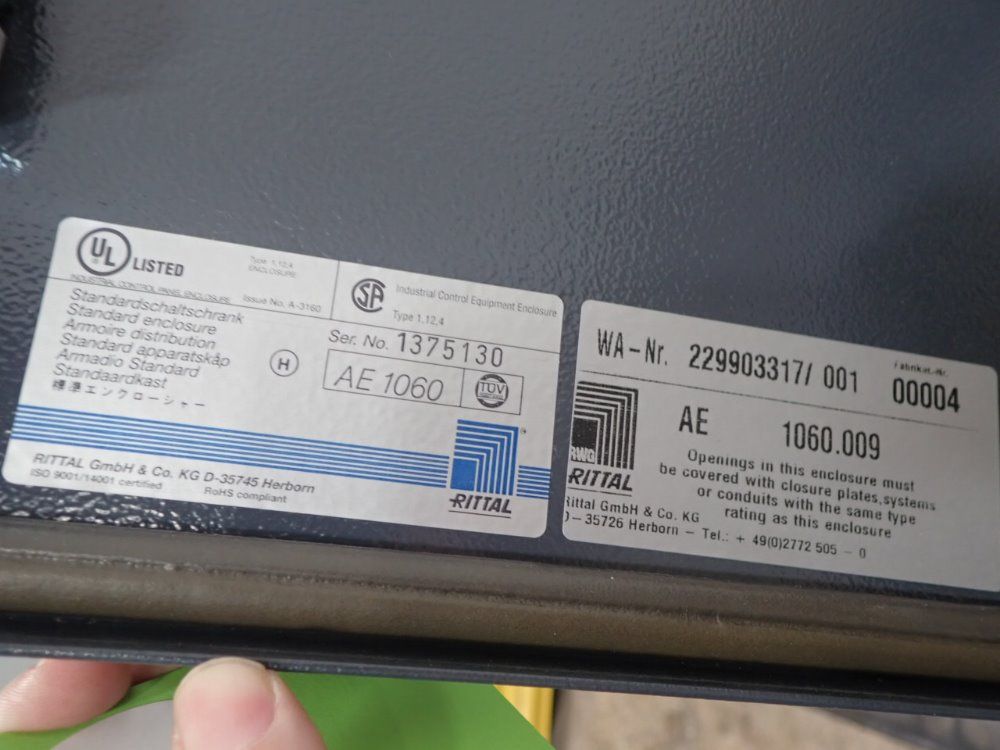 UL LISTED
Type 1,12,4
ENCLOSURE
INDUSTRIAL CONTROL PANEL ENCLOSURE
Issue No. A-3160
SA
Industrial Control Equipment Enclosure
Type 1,12,4
Standardschaltschrank
Standard enclosure
Armoire distribution
Standard apparatskåp
Armadio Standard
Standaardkast
標準エンクロージャー
H
Ser. No. 1375130
AE 1060
TÜV
RITTAL GmbH & Co. KG D-35745 Herborn
ISO 9001/14001 certified RoHS compliant
RITTAL
WA-Nr. 229903317/ 001
Fabrikat.-Nr.
00004
AE 1060.009
RWG
RITTAL
Openings in this enclosure must
be covered with closure plates,systems
or conduits with the same type
rating as this enclosure
Rittal GmbH & Co. KG
D-35726 Herborn - Tel.: + 49(0)2772 505 - 0